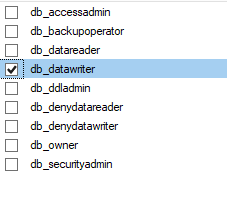 db_accessadmin
db_backupoperator
db_datareader
db_datawriter
db_ddladmin
db_denydatareader
db_denydatawriter
db_owner
db_securityadmin